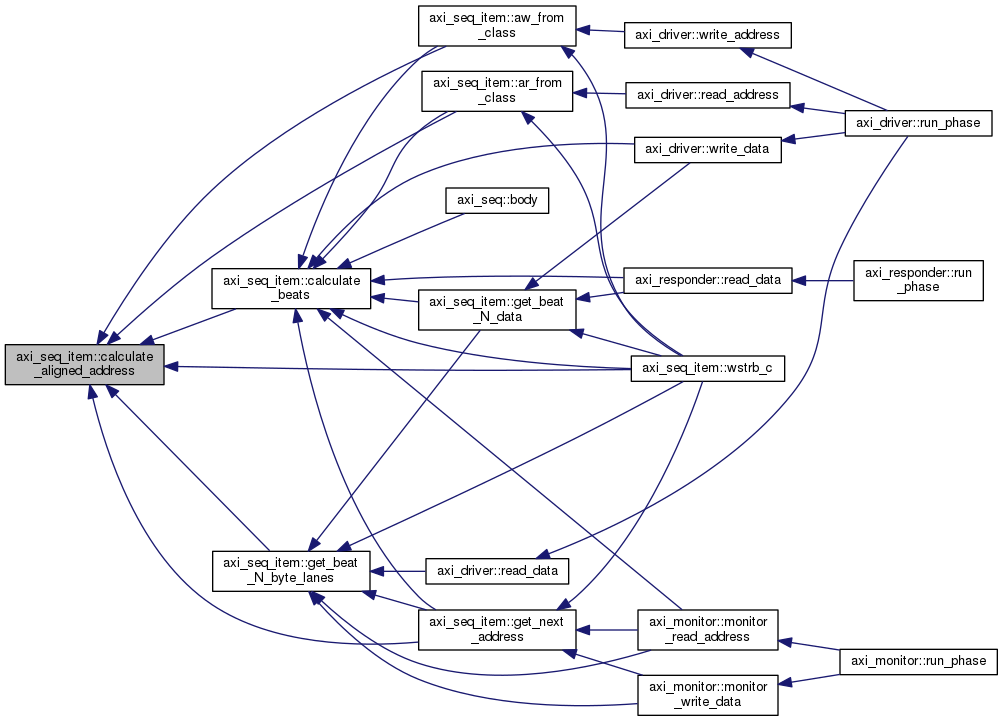 axi_seq_item::aw_from
_class
axi_driver::write_address
axi_seq_item::ar_from
_class
axi_driver::read_address
axi_driver::run_phase
axi_driver::write_data
axi_seq::body
axi_seq_item::calculate
_beats
axi_responder::read_data
axi_responder::run
_phase
axi_seq_item::get_beat
_N_data
axi_seq_item::calculate
_aligned_address
axi_seq_item::wstrb_c
axi_seq_item::get_beat
_N_byte_lanes
axi_driver::read_data
axi_seq_item::get_next
_address
axi_monitor::monitor
_read_address
axi_monitor::run_phase
axi_monitor::monitor
_write_data